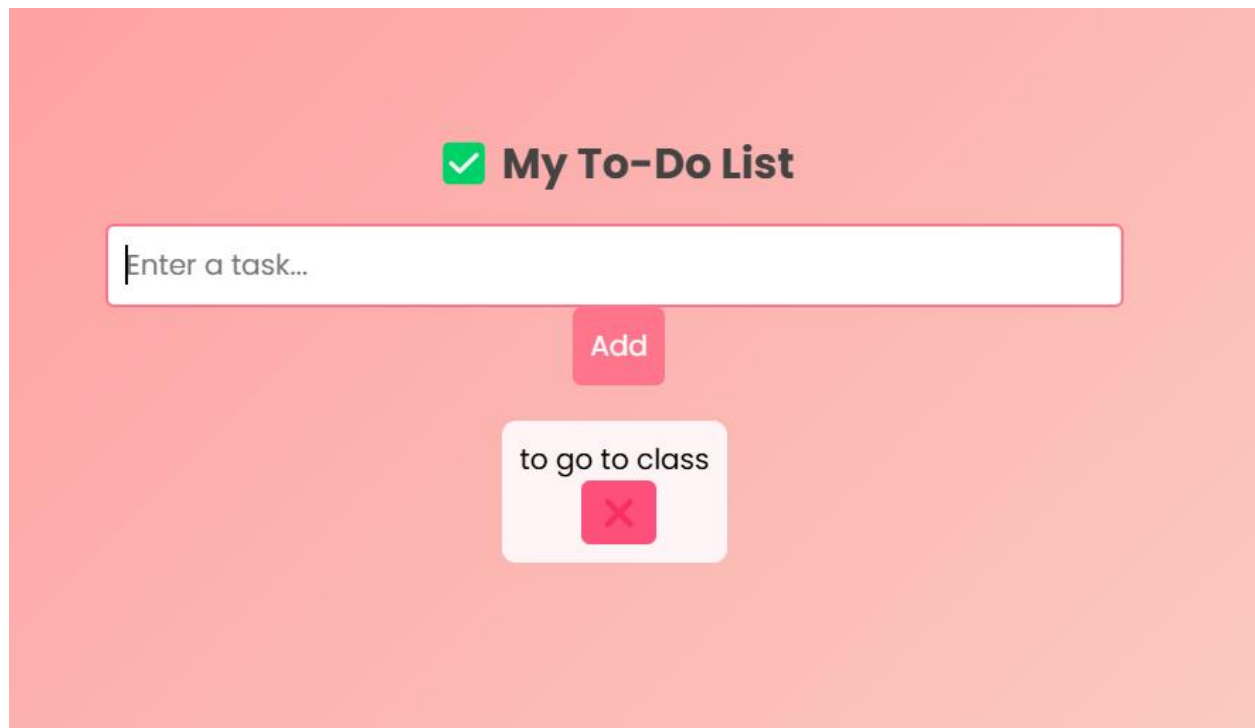 ✅ My To-Do List
Enter a task...
Add
to go to class
❌